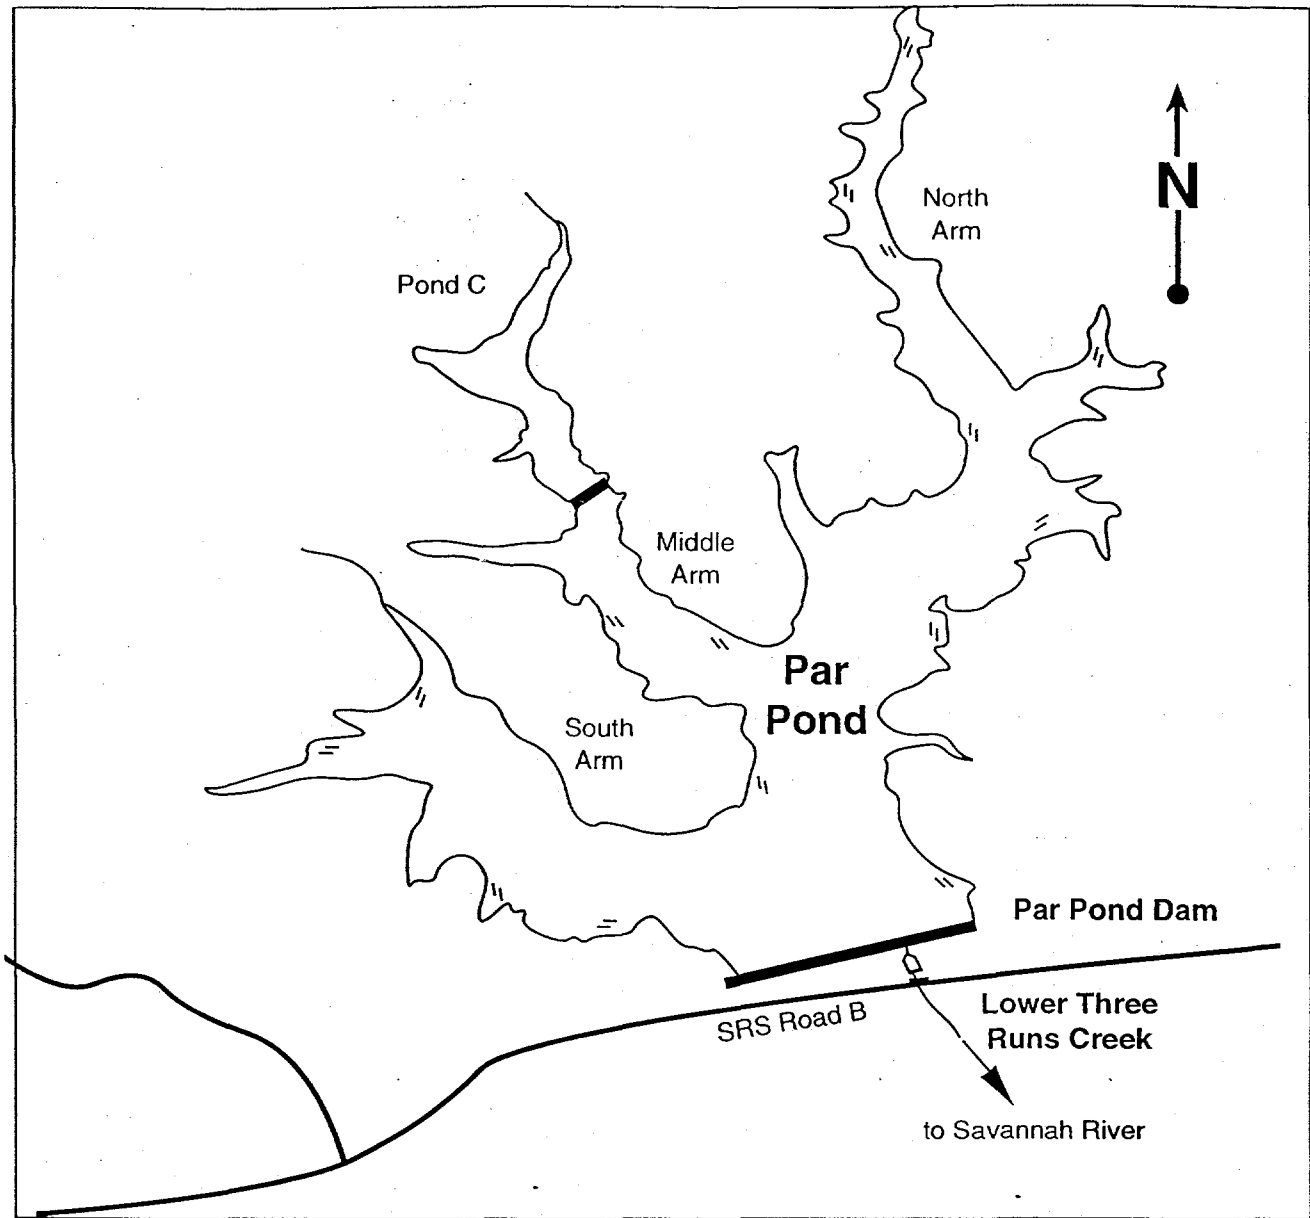 N
North
Arm
Pond C
Middle
Arm
Par
Pond
South
Arm
Par Pond Dam
Lower Three
Runs Creek
SRS Road B
to Savannah River